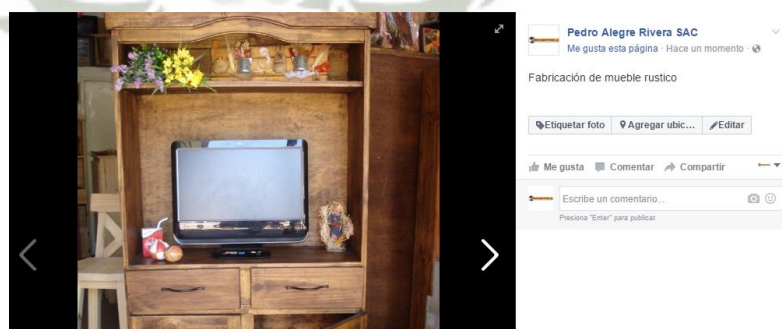 Pedro Alegre Rivera SAC
Me gusta esta página · Hace un momento ·
Fabricación de mueble rustico
Etiquetar foto
Agregar ubic...
Editar
Me gusta
Comentar
Compartir
Escribe un comentario...
Presiona "Enter" para publicar.